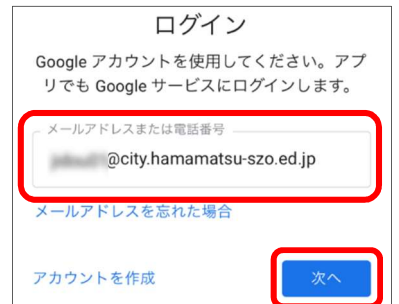 ログイン
Google アカウントを使用してください。アプ
リでも Google サービスにログインします。
メールアドレスまたは電話番号
@city.hamamatsu-szo.ed.jp
メールアドレスを忘れた場合
アカウントを作成
次へ